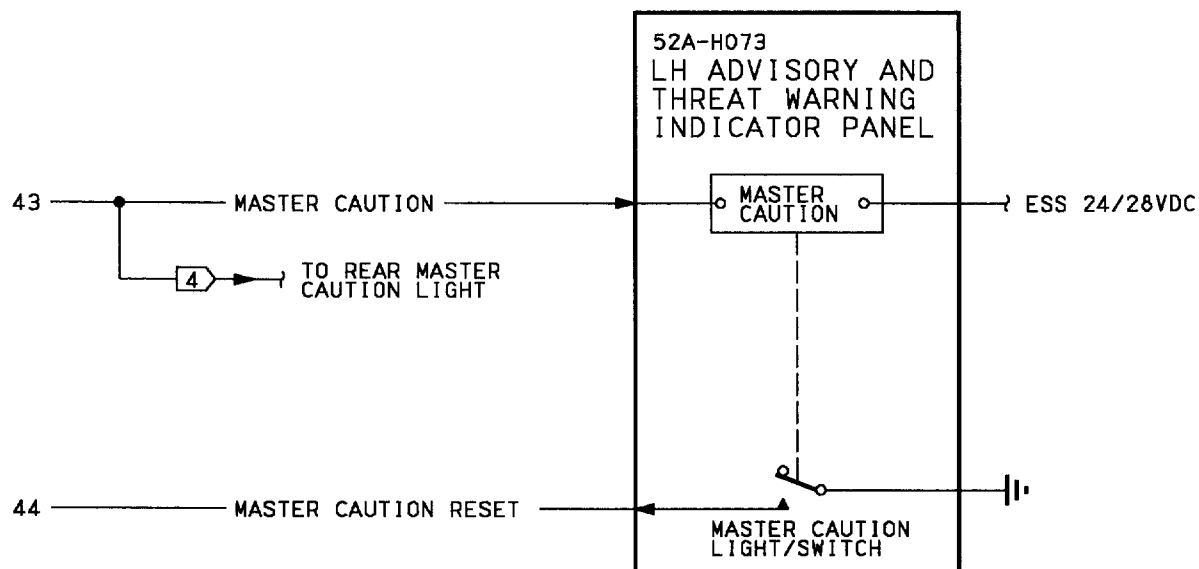 52A-H073
LH ADVISORY AND
THREAT WARNING
INDICATOR PANEL
43
MASTER CAUTION
MASTER
CAUTION
ESS 24/28VDC
4
TO REAR MASTER
CAUTION LIGHT
44
MASTER CAUTION RESET
MASTER CAUTION
LIGHT/SWITCH